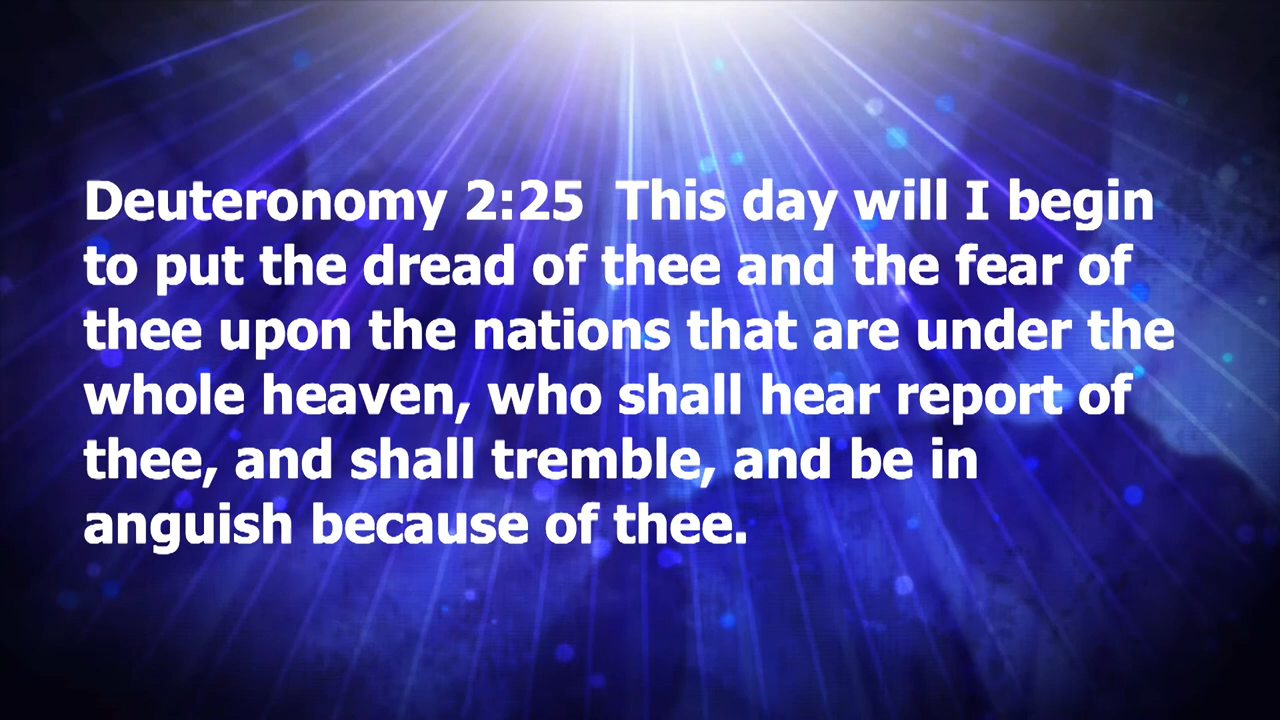 Deuteronomy 2:25  This day will I begin
to put the dread of thee and the fear of
thee upon the nations that are under the
whole heaven, who shall hear report of
thee, and shall tremble, and be in
anguish because of thee.